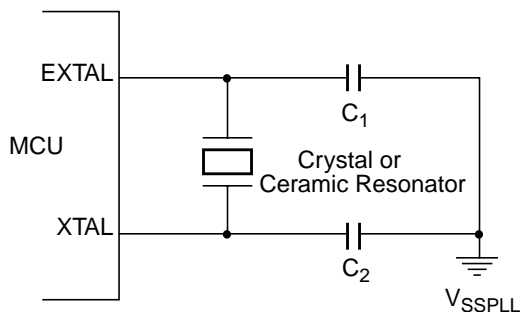 EXTAL
C1
MCU
Crystal or
Ceramic Resonator
XTAL
C2
VSSPLL